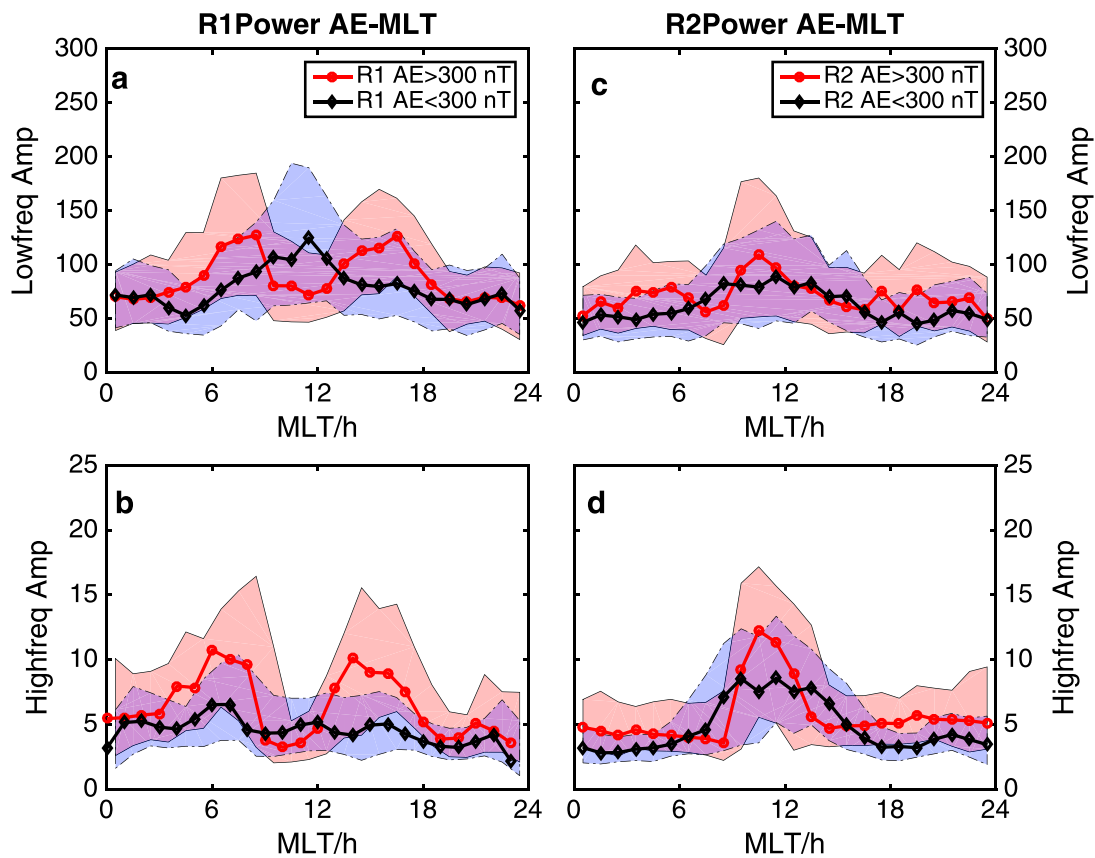 R1Power AE-MLT
R2Power AE-MLT
300
250
200
150
100
50
0
Lowfreq Amp
a
R1 AE>300 nT
R1 AE<300 nT
0
6
12
18
24
MLT/h
c
R2 AE>300 nT
R2 AE<300 nT
300
250
200
150
100
50
0
Lowfreq Amp
0
6
12
18
24
MLT/h
25
20
15
10
5
0
Highfreq Amp
b
0
6
12
18
24
MLT/h
d
25
20
15
10
5
0
Highfreq Amp
0
6
12
18
24
MLT/h